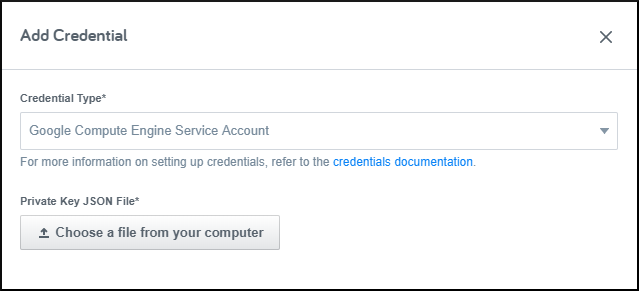 Add Credential
Credential Type*
Google Compute Engine Service Account
For more information on setting up credentials, refer to the credentials documentation.
Private Key JSON File*
Choose a file from your computer